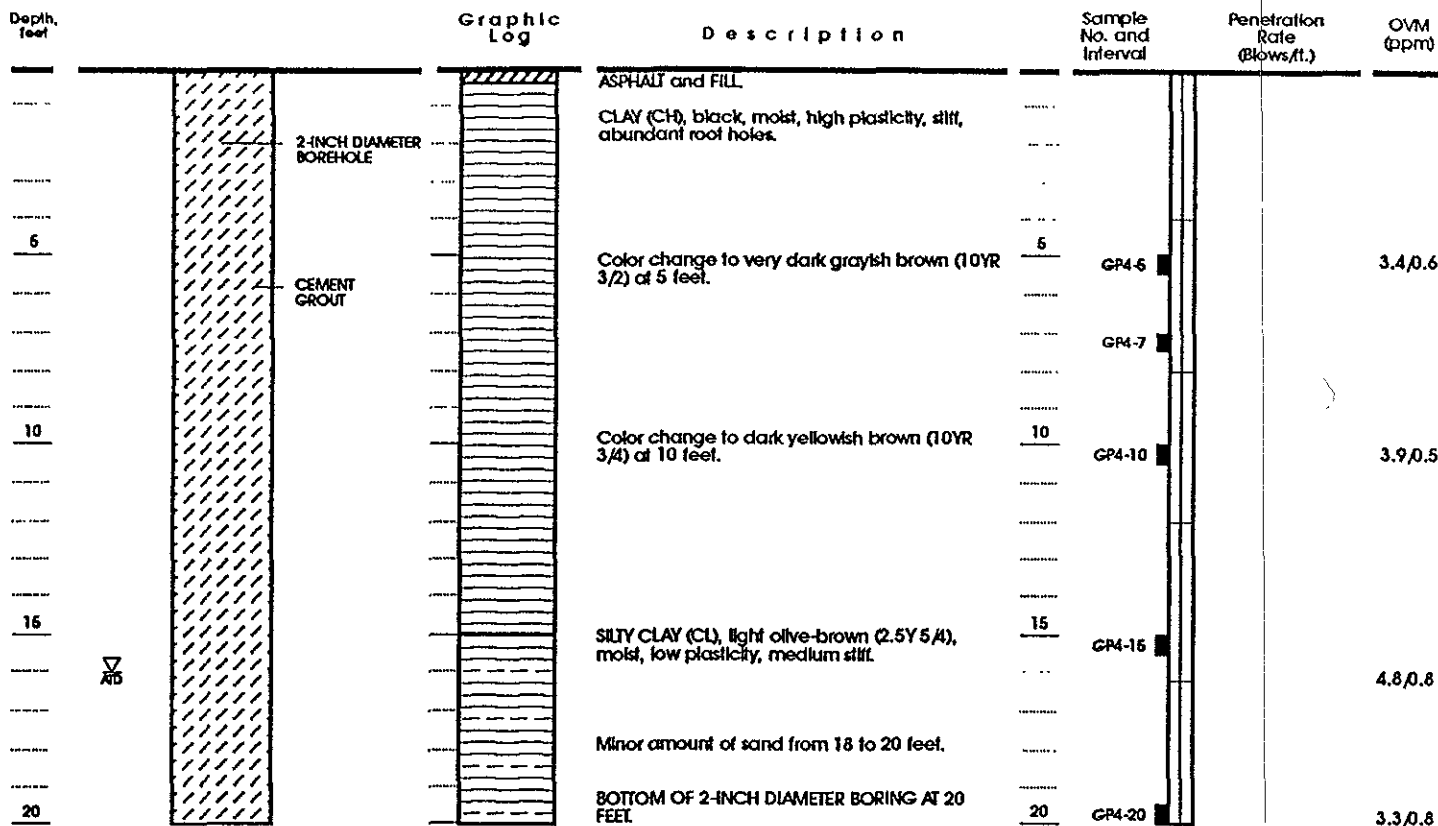 Depth, feet
Graphic Log
Description
Sample No. and Interval
Penetration Rate (Blows/ft.)
OVM (ppm)
ASPHALT and FILL.
CLAY (CH), black, moist, high plasticity, stiff,
abundant root holes.
2-INCH DIAMETER
BOREHOLE
5
Color change to very dark grayish brown (10YR
3/2) at 5 feet.
5
GP4-5
3.4/0.6
CEMENT
GROUT
GP4-7
10
Color change to dark yellowish brown (10YR
3/4) at 10 feet.
10
GP4-10
3.9/0.5
15
SILTY CLAY (CL), light olive-brown (2.5Y 5/4),
moist, low plasticity, medium stiff.
15
GP4-15
ATD
4.8/0.8
Minor amount of sand from 18 to 20 feet.
20
BOTTOM OF 2-INCH DIAMETER BORING AT 20
FEET.
20
GP4-20
3.3/0.8